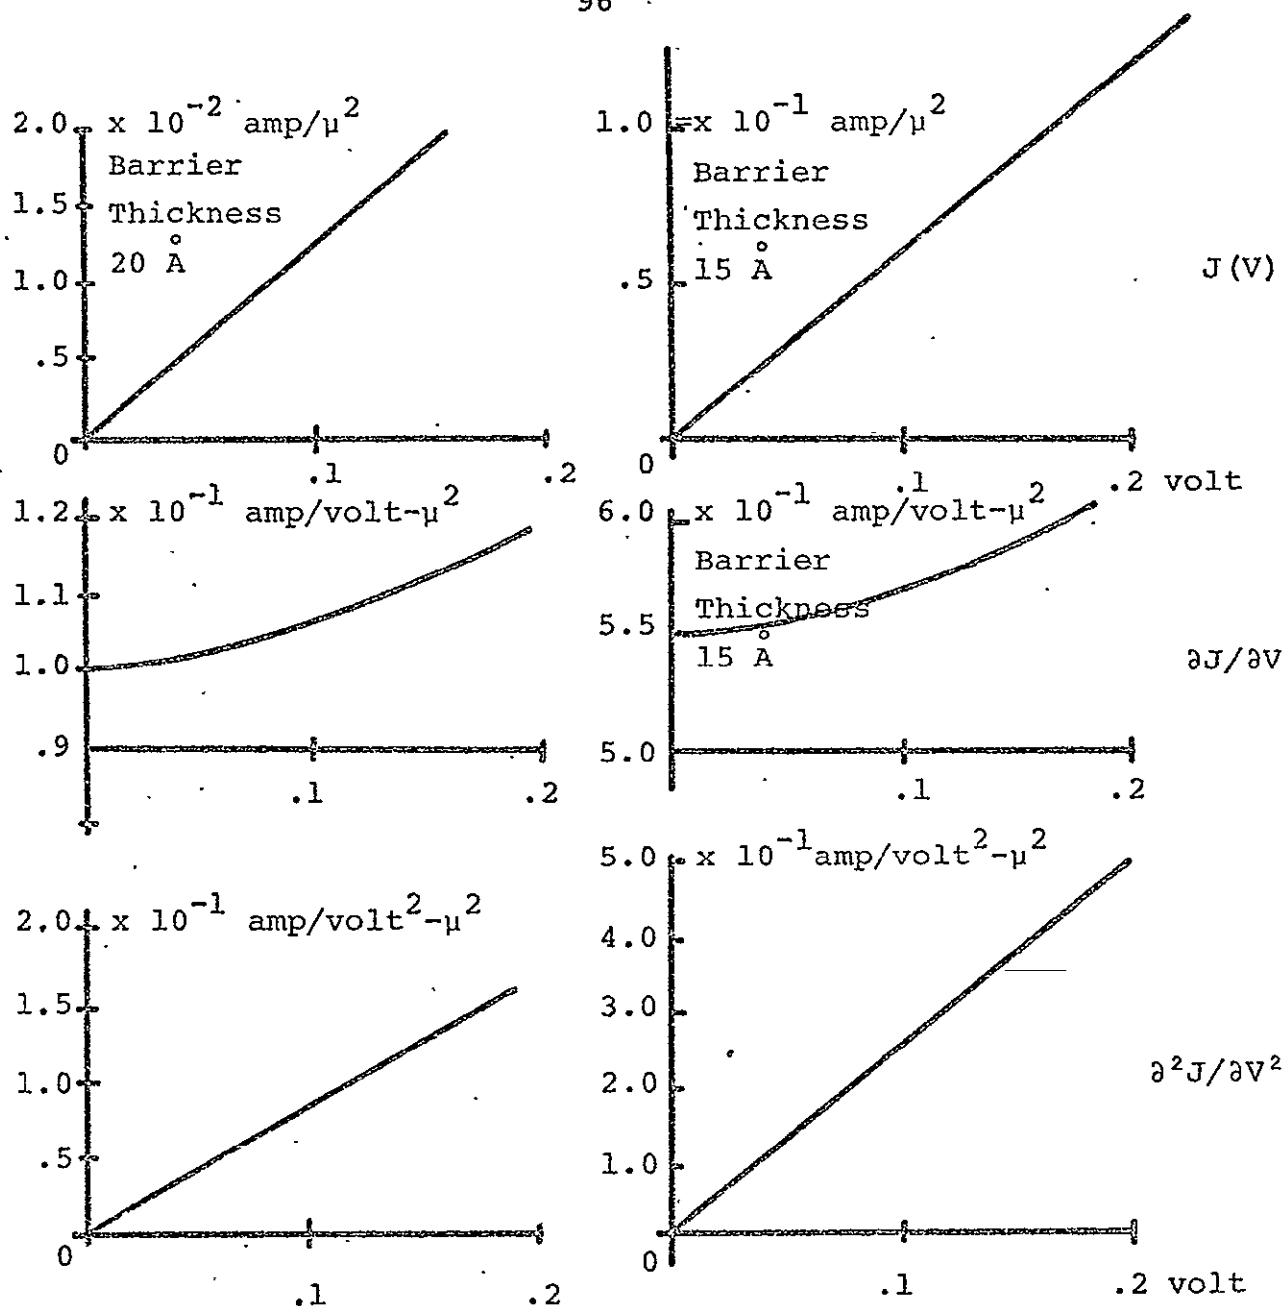 96
2.0 x 10^-2 amp/μ^2
Barrier
Thickness
20 Å
1.5
1.0
.5
0
.1
.2
1.0 x 10^-1 amp/μ^2
Barrier
Thickness
15 Å
.5
0
.1
.2 volt
J(V)
1.2 x 10^-1 amp/volt-μ^2
1.1
1.0
.9
.1
.2
6.0 x 10^-1 amp/volt-μ^2
Barrier
Thickness
15 Å
5.5
5.0
.1
.2
∂J/∂V
2.0 x 10^-1 amp/volt^2-μ^2
1.5
1.0
.5
0
.1
.2
5.0 x 10^-1 amp/volt^2-μ^2
4.0
3.0
2.0
1.0
0
.1
.2 volt
∂²J/∂V²